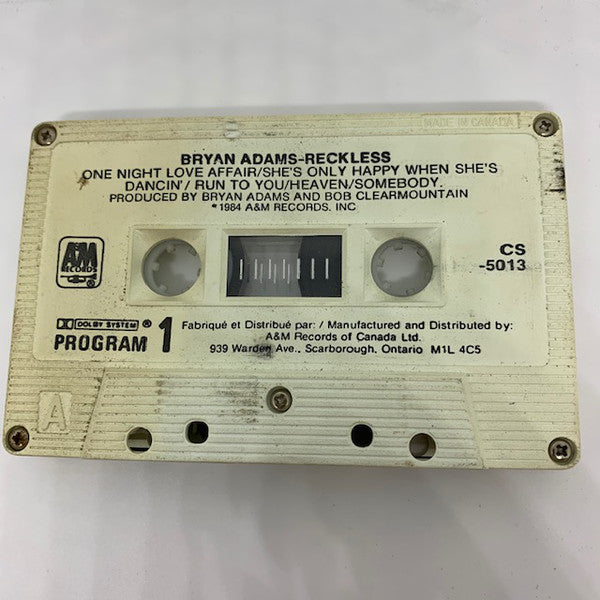 MADE IN CANADA
BRYAN ADAMS-RECKLESS
ONE NIGHT LOVE AFFAIR/SHE'S ONLY HAPPY WHEN SHE'S
DANCIN'/ RUN TO YOU/HEAVEN/SOMEBODY.
PRODUCED BY BRYAN ADAMS AND BOB CLEARMOUNTAIN
℗1984 A&M RECORDS, INC
A&M
RECORDS
CS
-5013
DOLBY SYSTEM ®
PROGRAM 1
Fabriqué et Distribué par: / Manufactured and Distributed by:
A&M Records of Canada Ltd.
939 Warden Ave., Scarborough, Ontario M1L 4C5
A